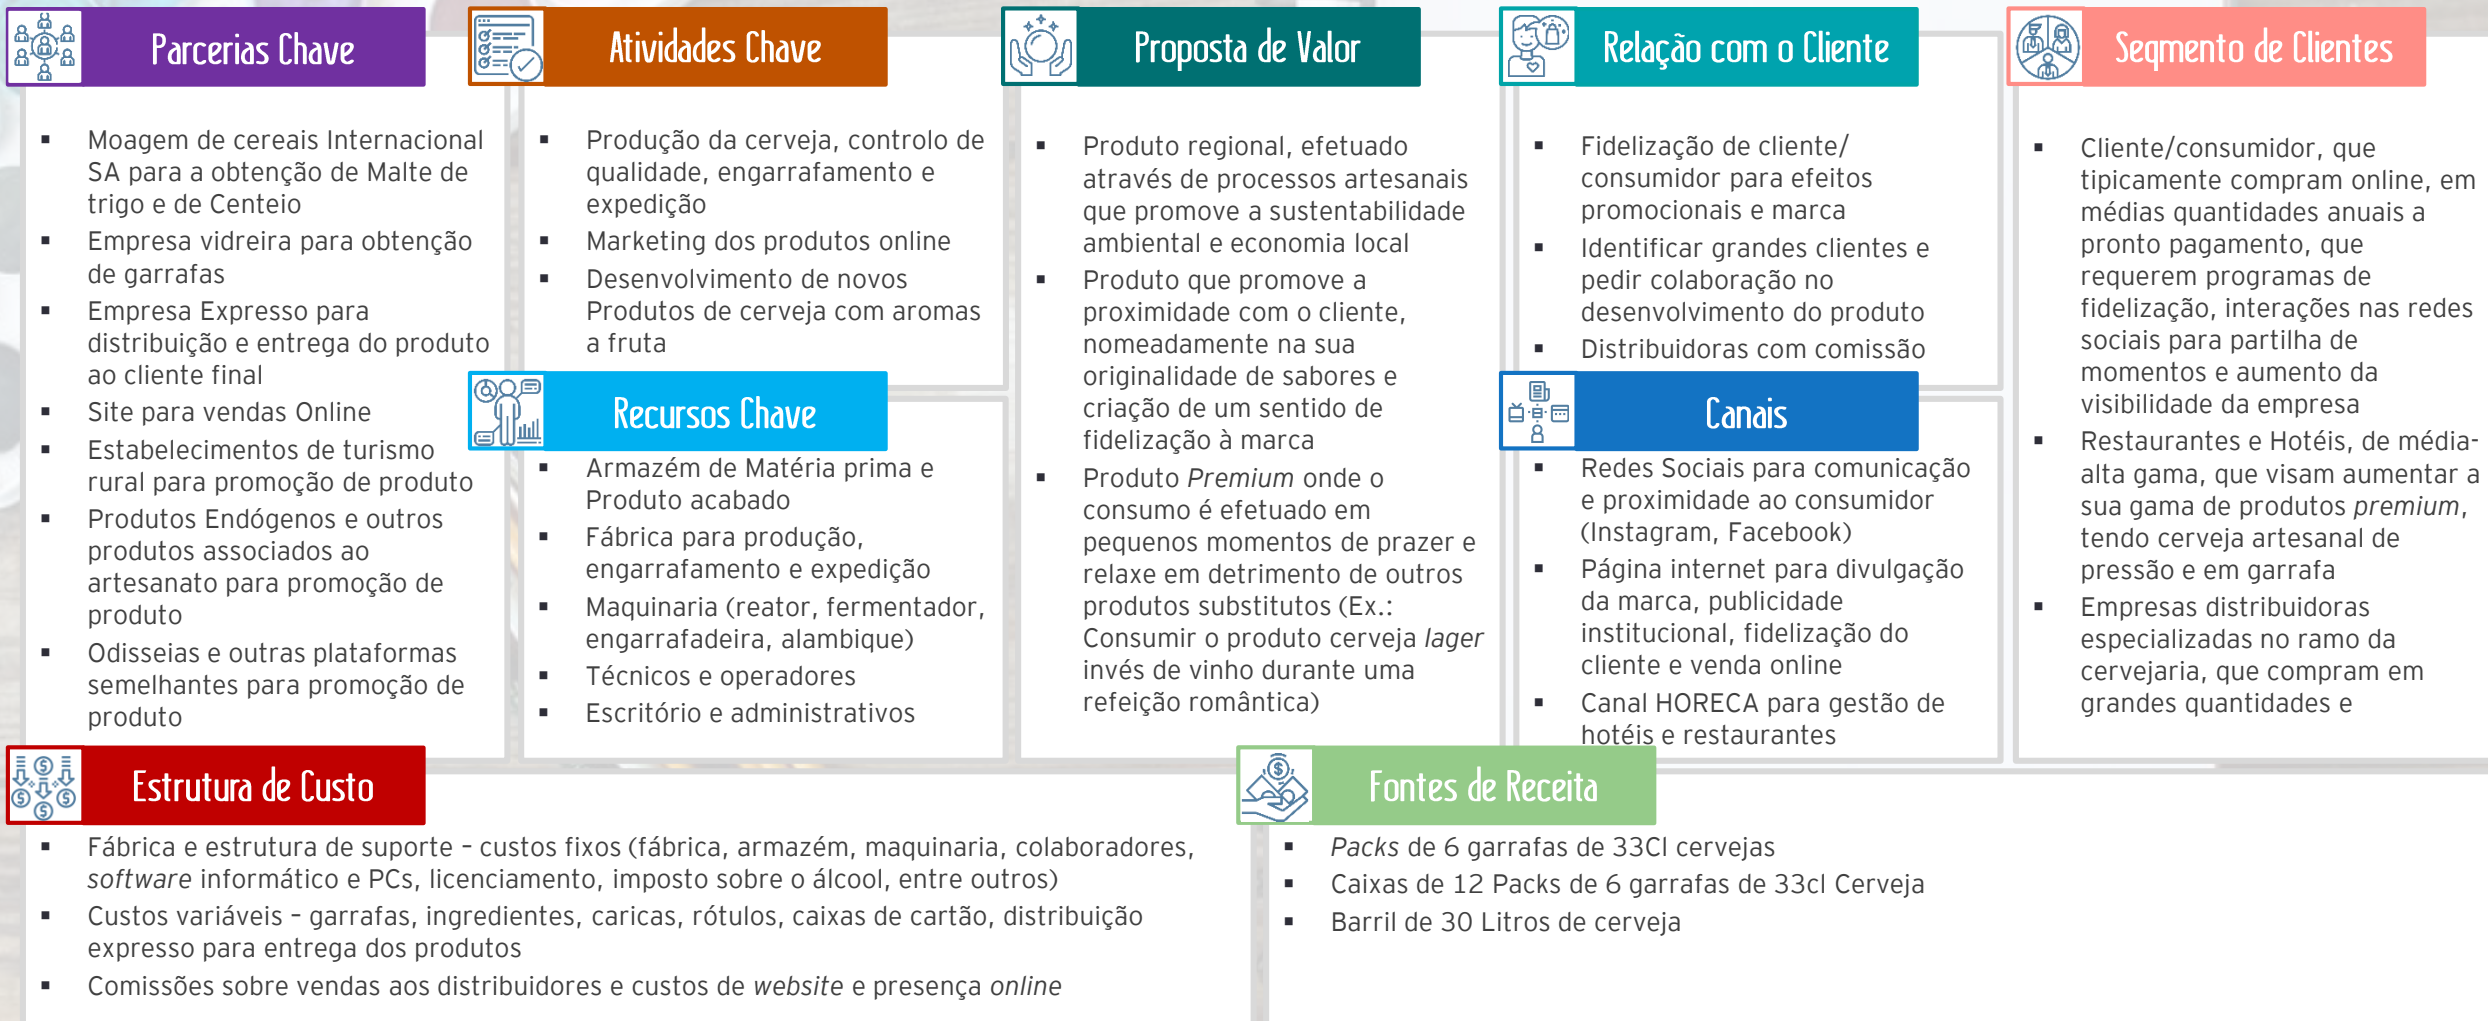 Parcerias Chave
Moagem de cereais Internacional
SA para a obtenção de Malte de
trigo e de Centeio
Empresa vidreira para obtenção
de garrafas
Empresa Expresso para
distribuição e entrega do produto
ao cliente final
Site para vendas Online
Estabelecimentos de turismo
rural para promoção de produto
Produtos Endógenos e outros
produtos associados ao
artesanato para promoção de
produto
Odisseias e outras plataformas
semelhantes para promoção de
produto
Atividades Chave
Produção da cerveja, controlo de
qualidade, engarrafamento e
expedição
Marketing dos produtos online
Desenvolvimento de novos
Produtos de cerveja com aromas
a fruta
Recursos Chave
Armazém de Matéria prima e
Produto acabado
Fábrica para produção,
engarrafamento e expedição
Maquinaria (reator, fermentador,
engarrafadeira, alambique)
Técnicos e operadores
Escritório e administrativos
Proposta de Valor
Produto regional, efetuado
através de processos artesanais
que promove a sustentabilidade
ambiental e economia local
Produto que promove a
proximidade com o cliente,
nomeadamente na sua
originalidade de sabores e
criação de um sentido de
fidelização à marca
Produto Premium onde o
consumo é efetuado em
pequenos momentos de prazer e
relaxe em detrimento de outros
produtos substitutos (Ex.:
Consumir o produto cerveja lager
invés de vinho durante uma
refeição romântica)
Relação com o Cliente
Fidelização de cliente/
consumidor para efeitos
promocionais e marca
Identificar grandes clientes e
pedir colaboração no
desenvolvimento do produto
Distribuidoras com comissão
Canais
Redes Sociais para comunicação
e proximidade ao consumidor
(Instagram, Facebook)
Página internet para divulgação
da marca, publicidade
institucional, fidelização do
cliente e venda online
Canal HORECA para gestão de
hotéis e restaurantes
Seqmento de Clientes
Cliente/consumidor, que
tipicamente compram online, em
médias quantidades anuais a
pronto pagamento, que
requerem programas de
fidelização, interações nas redes
sociais para partilha de
momentos e aumento da
visibilidade da empresa
Restaurantes e Hotéis, de média-
alta gama, que visam aumentar a
sua gama de produtos premium,
tendo cerveja artesanal de
pressão e em garrafa
Empresas distribuidoras
especializadas no ramo da
cervejaria, que compram em
grandes quantidades e
Estrutura de Custo
Fábrica e estrutura de suporte – custos fixos (fábrica, armazém, maquinaria, colaboradores,
software informático e PCs, licenciamento, imposto sobre o álcool, entre outros)
Custos variáveis – garrafas, ingredientes, caricas, rótulos, caixas de cartão, distribuição
expresso para entrega dos produtos
Comissões sobre vendas aos distribuidores e custos de website e presença online
Fontes de Receita
Packs de 6 garrafas de 33Cl cervejas
Caixas de 12 Packs de 6 garrafas de 33cl Cerveja
Barril de 30 Litros de cerveja